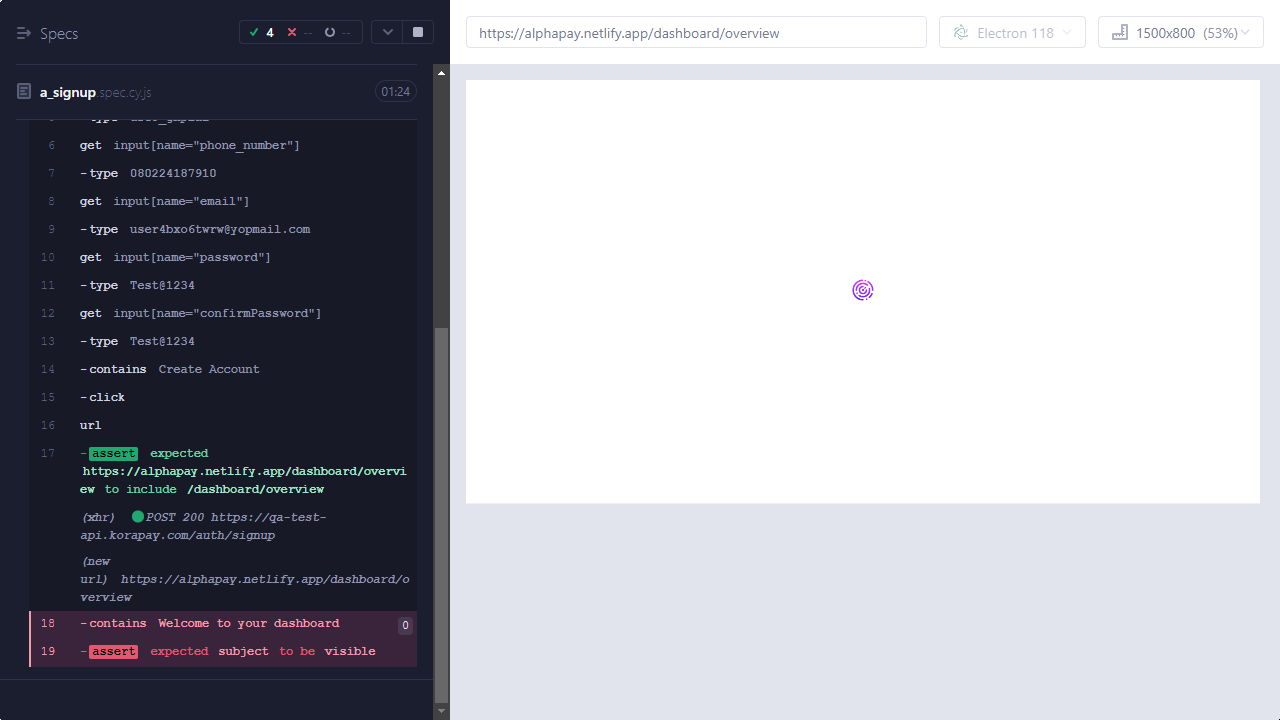 Specs
4 -- --
https://alphapay.netlify.app/dashboard/overview
Electron 118
1500x800 (53%)
a_signup.spec.cy.js
01:24
6 get input[name="phone_number"]
7 -type 080224187910
8 get input[name="email"]
9 -type user4bxo6twrw@yopmail.com
10 get input[name="password"]
11 -type Test@1234
12 get input[name="confirmPassword"]
13 -type Test@1234
14 -contains Create Account
15 -click
16 url
17 -assert expected
https://alphapay.netlify.app/dashboard/overvi
ew to include /dashboard/overview
(xhr) POST 200 https://qa-test-
api.korapay.com/auth/signup
(new
url) https://alphapay.netlify.app/dashboard/o
verview
18 -contains Welcome to your dashboard 0
19 -assert expected subject to be visible